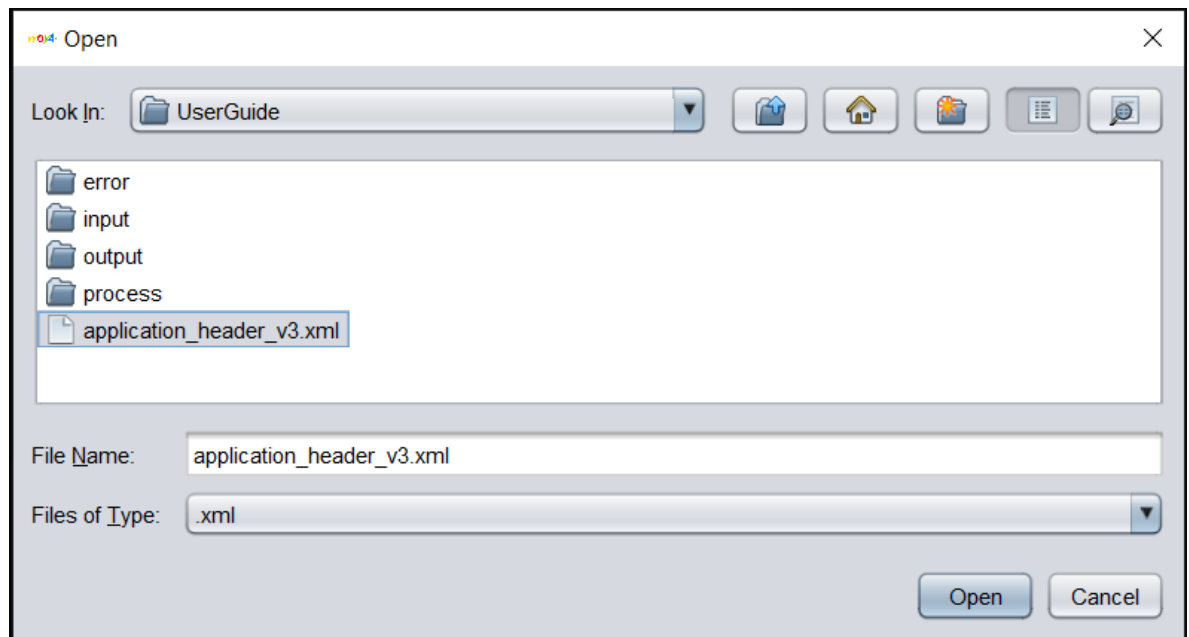 Open
Look In: UserGuide
error
input
output
process
application_header_v3.xml
File Name: application_header_v3.xml
Files of Type: .xml
Open Cancel